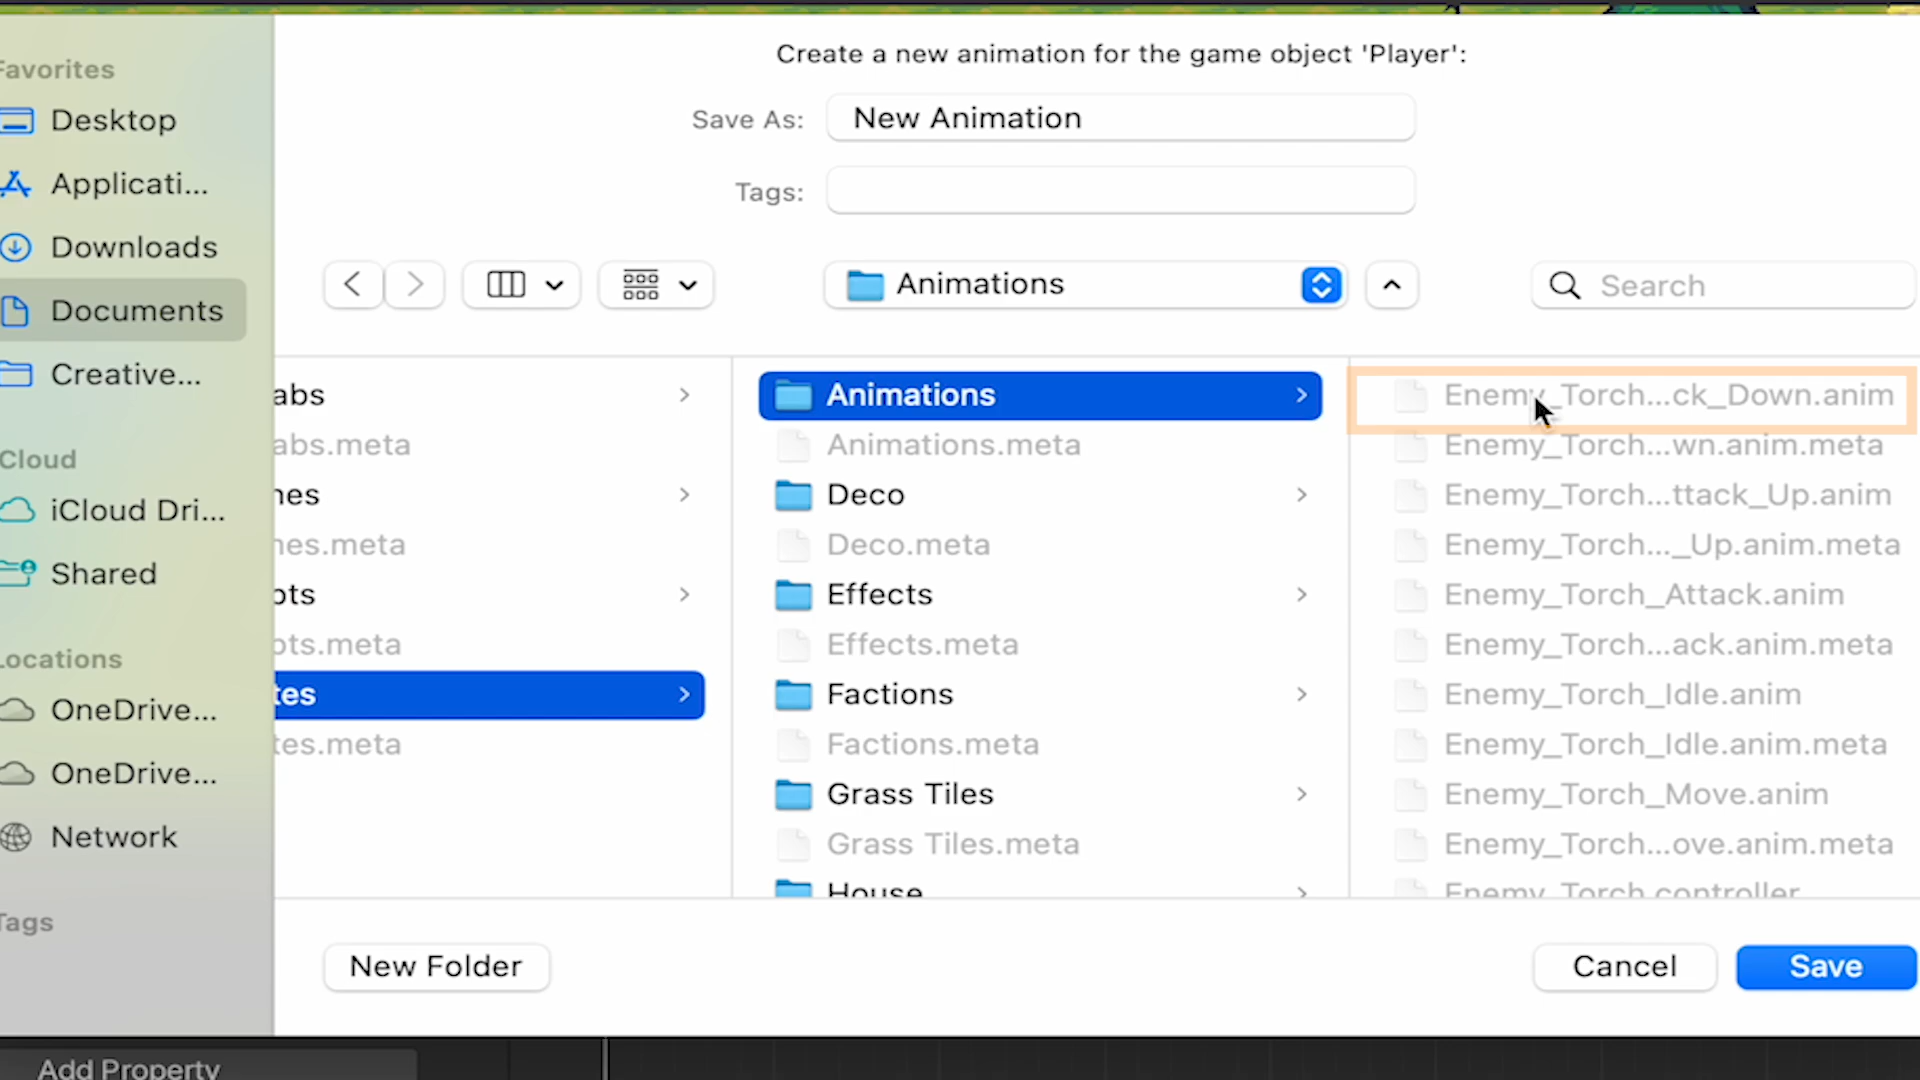 Favorites
Desktop
Applicati...
Downloads
Documents
Creative...
iCloud
iCloud Dri...
Shared
Locations
OneDrive...
OneDrive...
Network
Tags
Create a new animation for the game object 'Player':
Save As: New Animation
Tags:
Animations
Search
abs
abs.meta
nes
nes.meta
pts
pts.meta
tes
tes.meta
Animations
Animations.meta
Deco
Deco.meta
Effects
Effects.meta
Factions
Factions.meta
Grass Tiles
Grass Tiles.meta
House
Enemy_Torch...ck_Down.anim
Enemy_Torch...wn.anim.meta
Enemy_Torch...ttack_Up.anim
Enemy_Torch..._Up.anim.meta
Enemy_Torch_Attack.anim
Enemy_Torch...ack.anim.meta
Enemy_Torch_Idle.anim
Enemy_Torch_Idle.anim.meta
Enemy_Torch_Move.anim
Enemy_Torch...ove.anim.meta
Enemy_Torch.controller
New Folder
Cancel
Save
Add Property